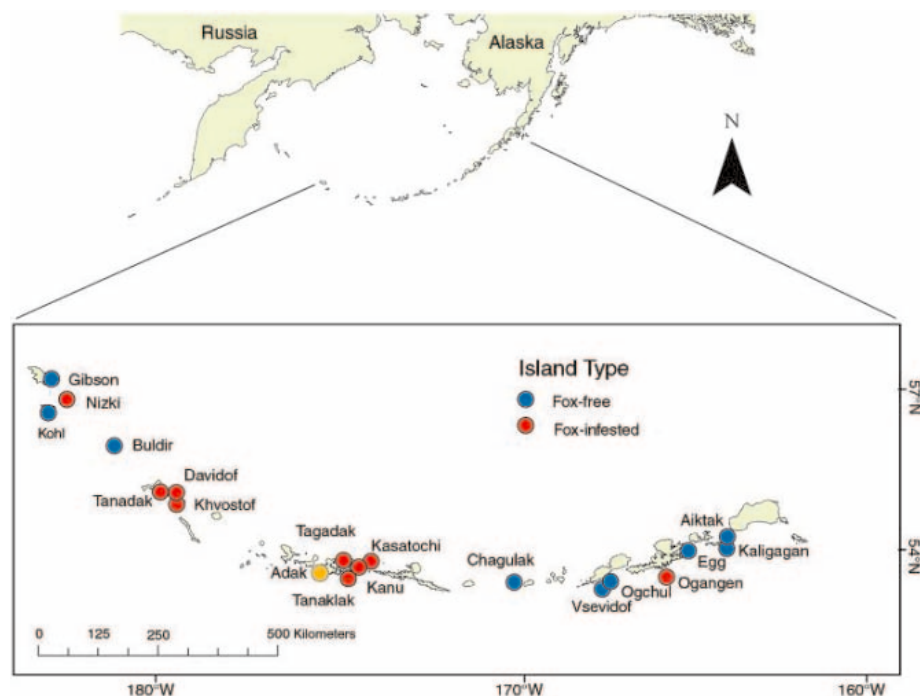 Russia
Alaska
N
Island Type
Fox-free
Fox-infested
57°N
54°N
Gibson
Nizki
Kohl
Buldir
Davidof
Tanadak
Khvostof
Tagadak
Kasatochi
Adak
Kanu
Tanaklak
Chagulak
Aiktak
Kaligagan
Egg
Ogangen
Ogchul
Vsevidof
0 125 250 500 Kilometers
180°W 170°W 160°W